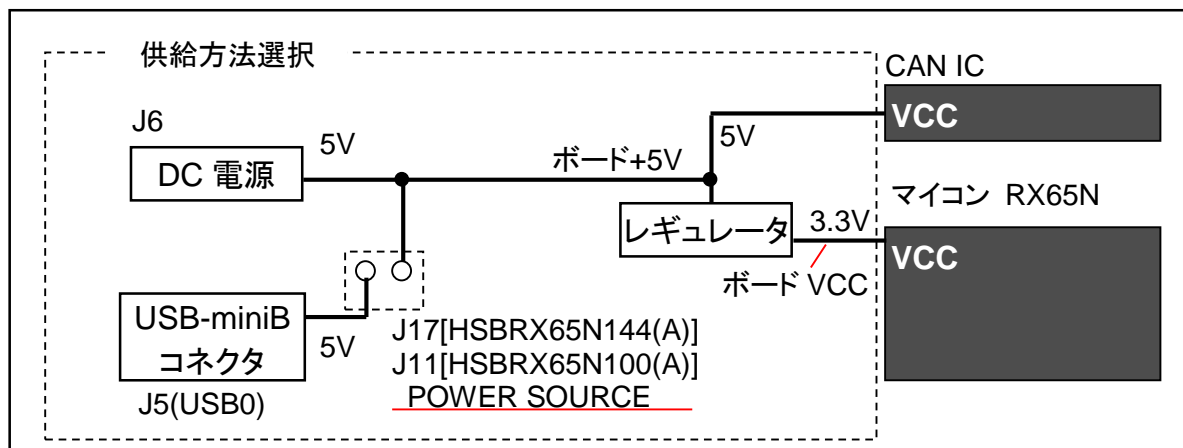 供給方法選択
CAN IC
VCC
J6
5V
DC 電源
ボード+5V
5V
マイコン RX65N
レギュレータ
3.3V
VCC
ボード VCC
USB-miniB
コネクタ
5V
J17[HSBRX65N144(A)]
J11[HSBRX65N100(A)]
POWER SOURCE
J5(USB0)